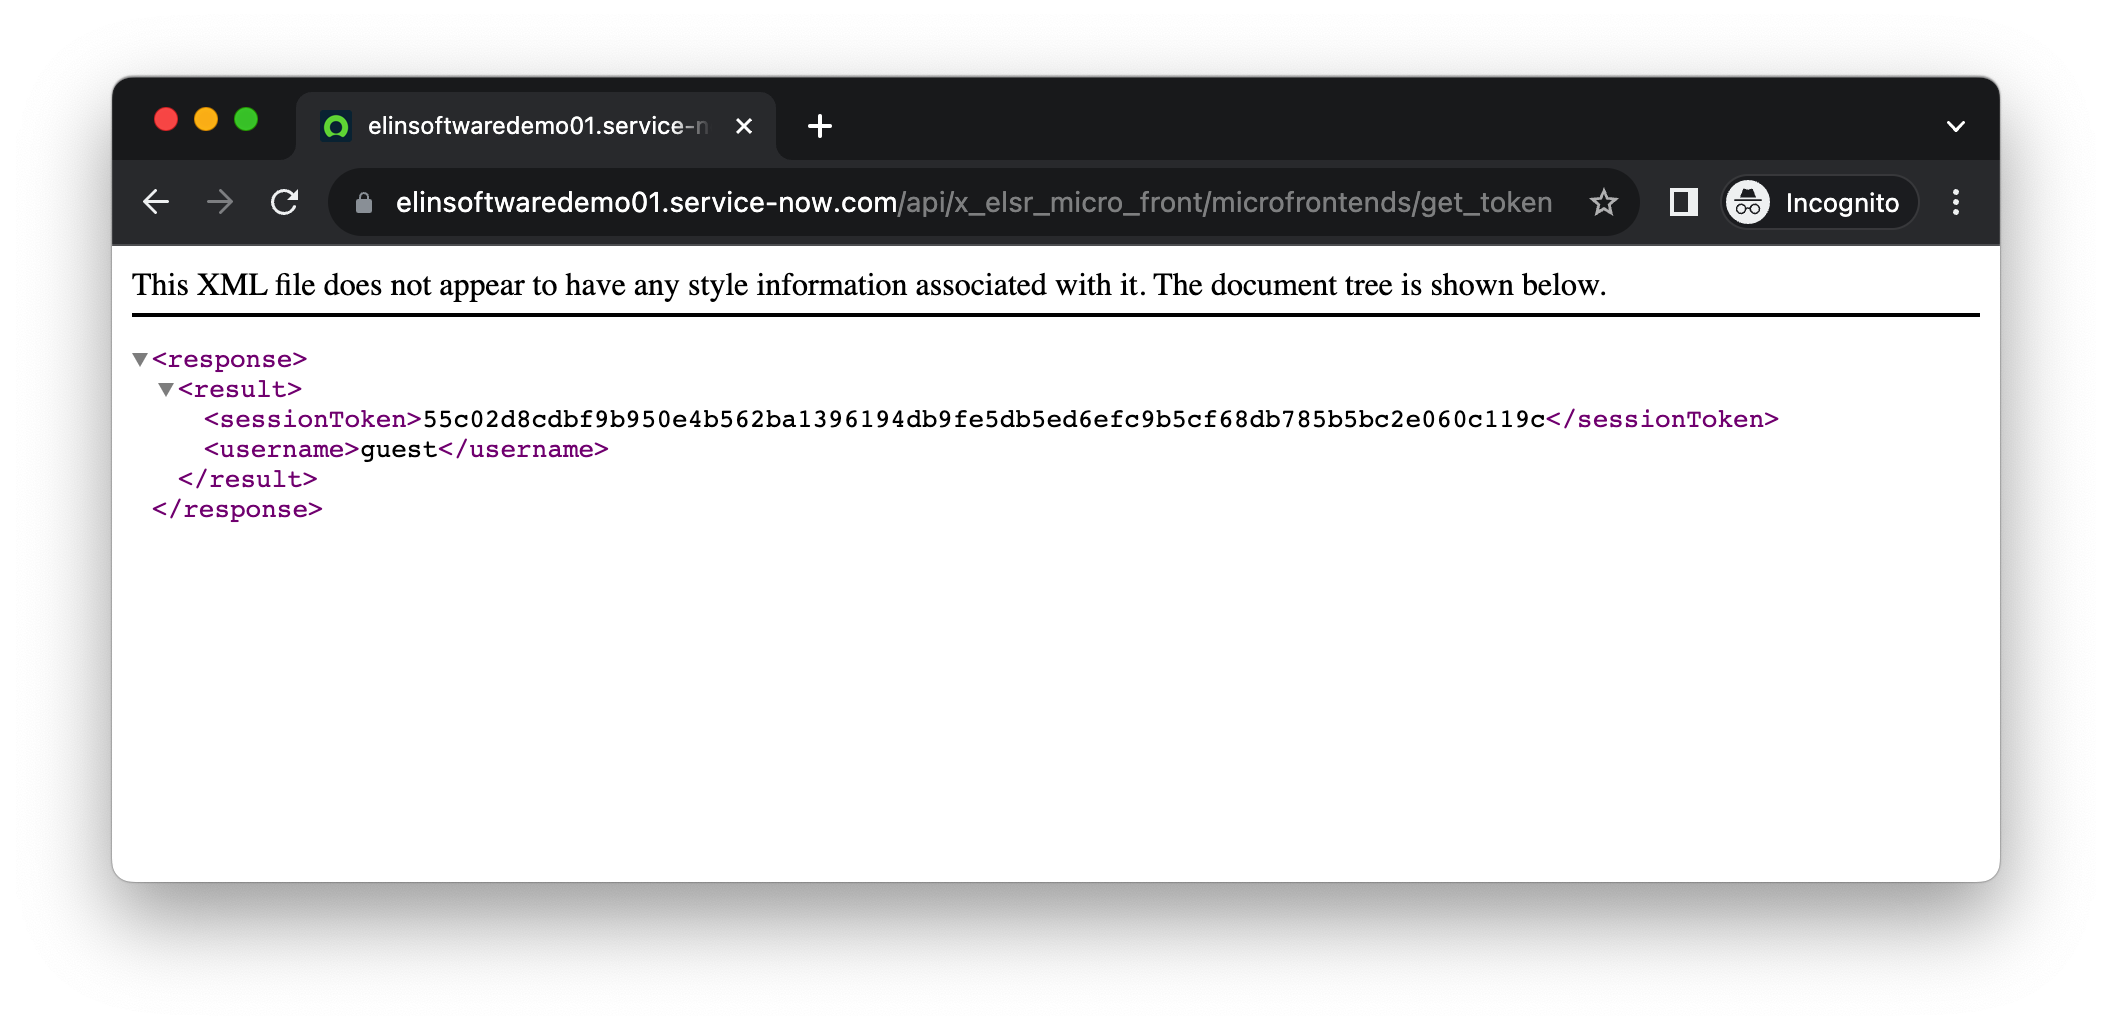 elinsoftwaredemo01.service-n
elinsoftwaredemo01.service-now.com/api/x_elsr_micro_front/microfrontends/get_token
Incognito
This XML file does not appear to have any style information associated with it. The document tree is shown below.
<response>
<result>
<sessionToken>55c02d8cdbf9b950e4b562ba1396194db9fe5db5ed6efc9b5cf68db785b5bc2e060c119c</sessionToken>
<username>guest</username>
</result>
</response>